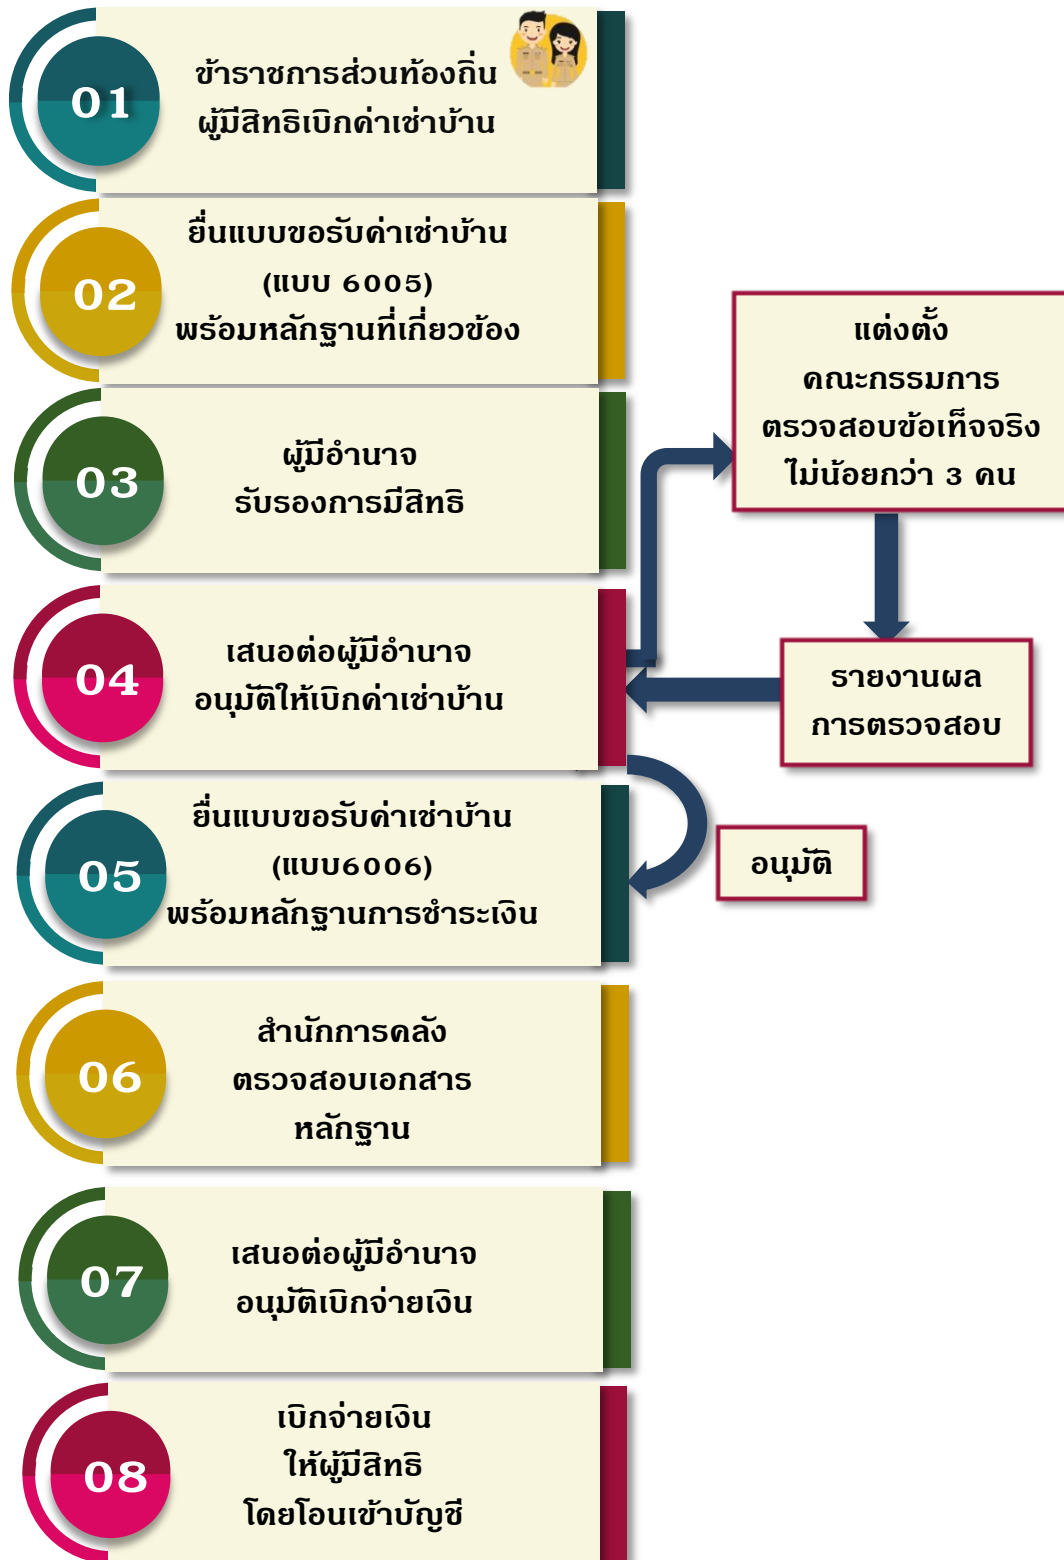 01
ข้าราชการส่วนท้องถิ่น
ผู้มีสิทธิเบิกค่าเช่าบ้าน
02
ยื่นแบบขอรับค่าเช่าบ้าน
(แบบ 6005)
พร้อมหลักฐานที่เกี่ยวข้อง
03
ผู้มีอำนาจ
รับรองการมีสิทธิ
04
เสนอต่อผู้มีอำนาจ
อนุมัติให้เบิกค่าเช่าบ้าน
แต่งตั้ง
คณะกรรมการ
ตรวจสอบข้อเท็จจริง
ไม่น้อยกว่า 3 คน
รายงานผล
การตรวจสอบ
อนุมัติ
05
ยื่นแบบขอรับค่าเช่าบ้าน
(แบบ6006)
พร้อมหลักฐานการชำระเงิน
06
สำนักการคลัง
ตรวจสอบเอกสาร
หลักฐาน
07
เสนอต่อผู้มีอำนาจ
อนุมัติเบิกจ่ายเงิน
08
เบิกจ่ายเงิน
ให้ผู้มีสิทธิ
โดยโอนเข้าบัญชี